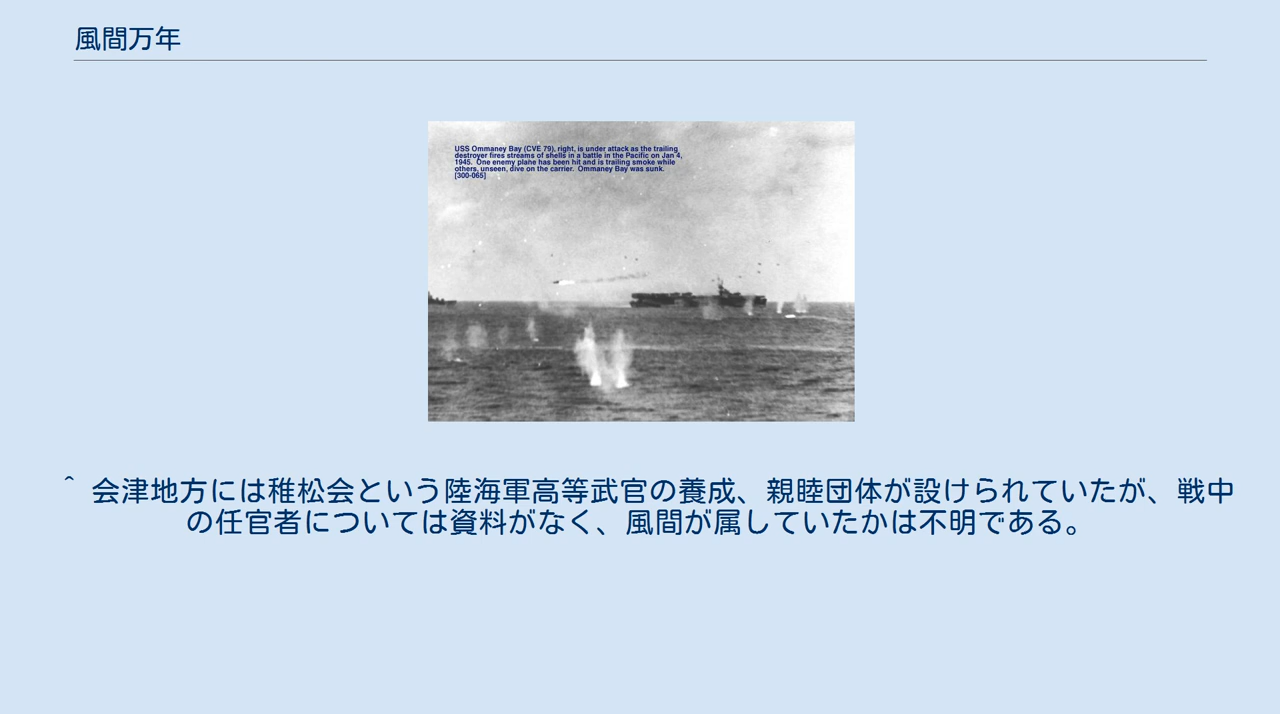 風間万年
USS Ommaney Bay (CVE 79), right, is under attack as the trailing
destroyer fires streams of shells in a battle in the Pacific on Jan 4,
1945. One enemy plane has been hit and is trailing smoke while
others, unseen, dive on the carrier. Ommaney Bay was sunk.
[300-065]
^ 会津地方には稚松会という陸海軍高等武官の養成、親睦団体が設けられていたが、戦中
の任官者については資料がなく、風間が属していたかは不明である。